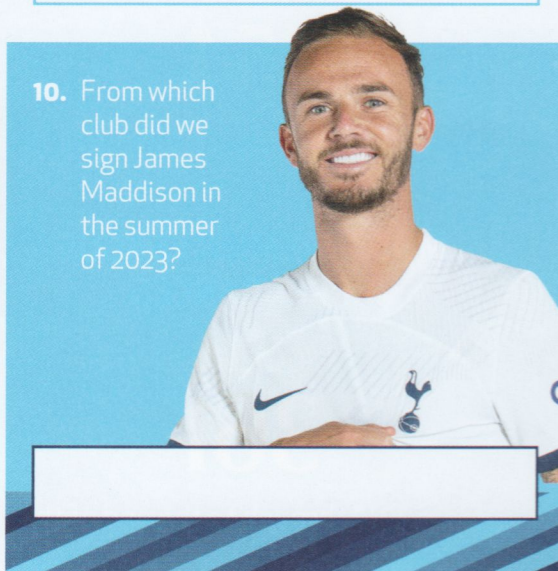 10. From which
club did we
sign James
Maddison in
the summer
of 2023?